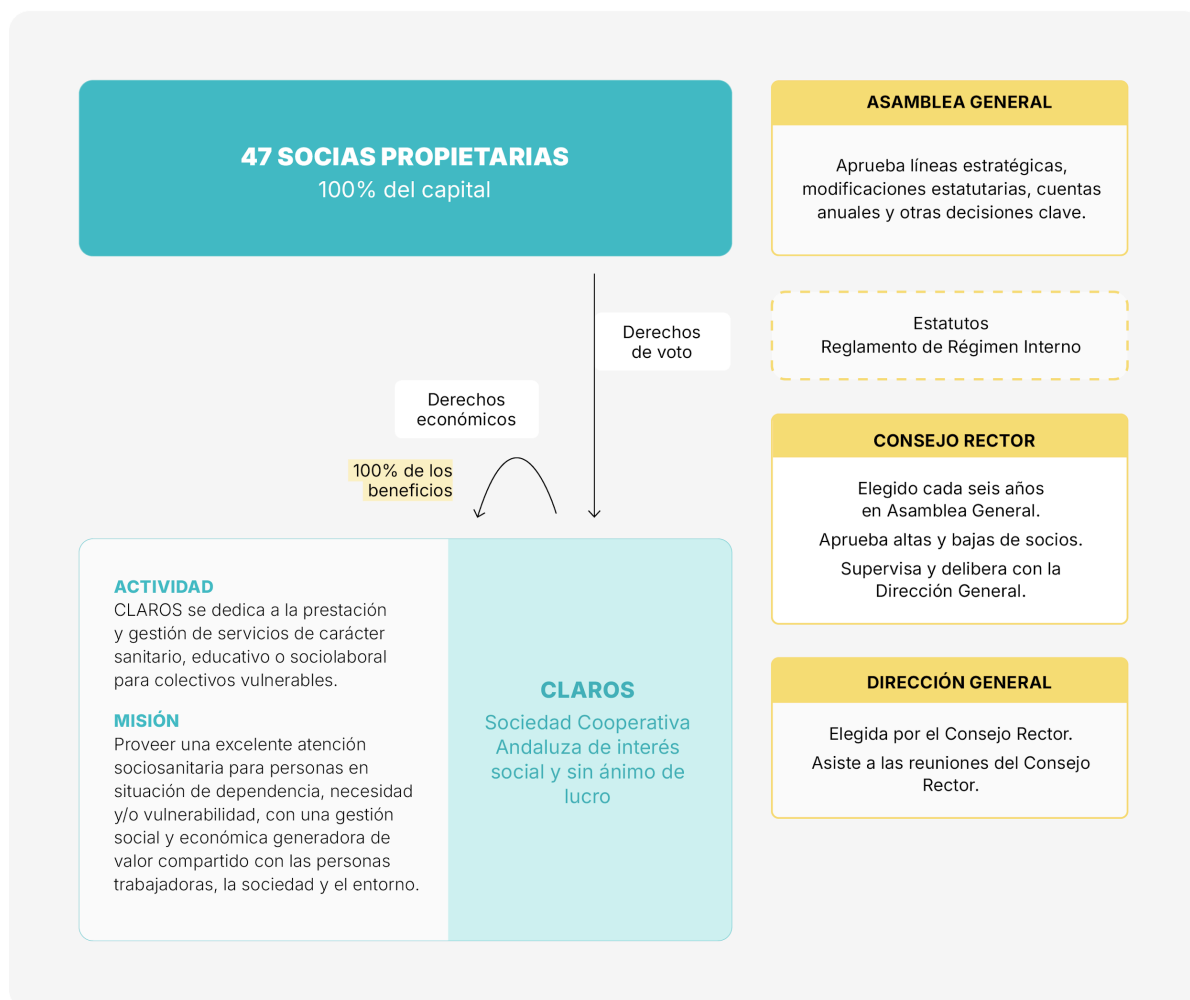 47 SOCIAS PROPIETARIAS
100% del capital
Derechos
de voto
Derechos
económicos
100% de los
beneficios
ACTIVIDAD
CLAROS se dedica a la prestación
y gestión de servicios de carácter
sanitario, educativo o sociolaboral
para colectivos vulnerables.
MISIÓN
Proveer una excelente atención
sociosanitaria para personas en
situación de dependencia, necesidad
y/o vulnerabilidad, con una gestión
social y económica generadora de
valor compartido con las personas
trabajadoras, la sociedad y el entorno.
CLAROS
Sociedad Cooperativa
Andaluza de interés
social y sin ánimo de
lucro
ASAMBLEA GENERAL
Aprueba líneas estratégicas,
modificaciones estatutarias, cuentas
anuales y otras decisiones clave.
Estatutos
Reglamento de Régimen Interno
CONSEJO RECTOR
Elegido cada seis años
en Asamblea General.
Aprueba altas y bajas de socios.
Supervisa y delibera con la
Dirección General.
DIRECCIÓN GENERAL
Elegida por el Consejo Rector.
Asiste a las reuniones del Consejo
Rector.